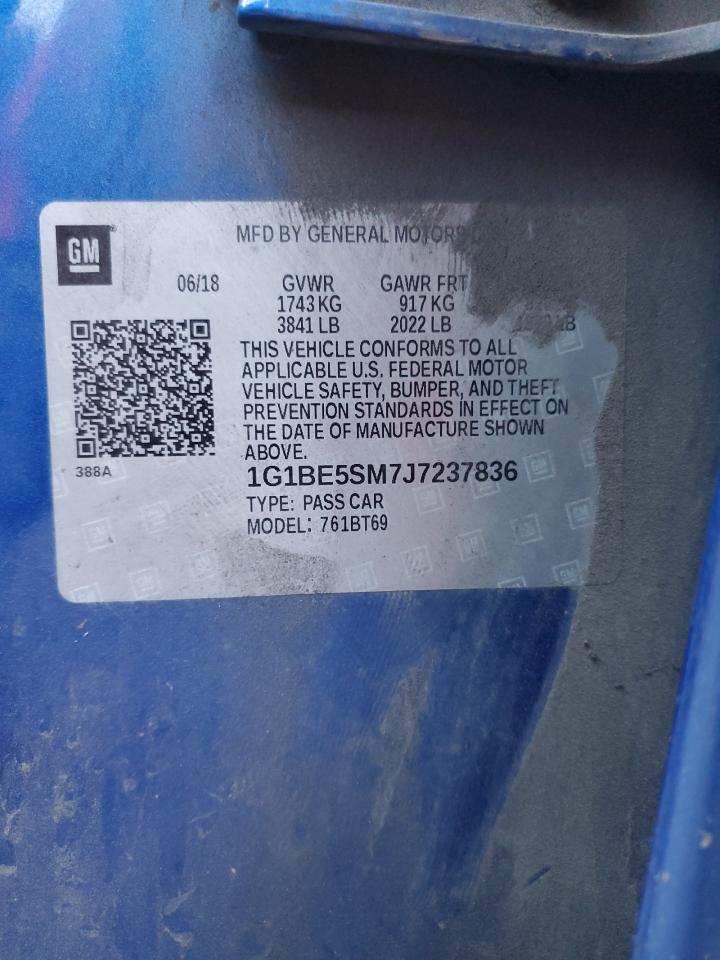 GM
MFD BY GENERAL MOTORS
06/18 GVWR GAWR FRT
1743 KG 917 KG
3841 LB 2022 LB LB
THIS VEHICLE CONFORMS TO ALL
APPLICABLE U.S. FEDERAL MOTOR
VEHICLE SAFETY, BUMPER, AND THEFT
PREVENTION STANDARDS IN EFFECT ON
THE DATE OF MANUFACTURE SHOWN
ABOVE.
388A
1G1BE5SM7J7237836
TYPE: PASS CAR
MODEL: 761BT69